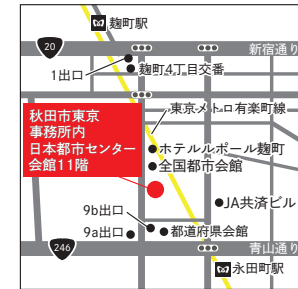 麹町駅
20
新宿通り
1出口
麹町4丁目交番
東京メトロ有楽町線
秋田市東京
事務所内
日本都市センター
会館11階
ホテルルポール麹町
全国都市会館
JA共済ビル
9b出口
9a出口
都道府県会館
246
青山通り
永田町駅